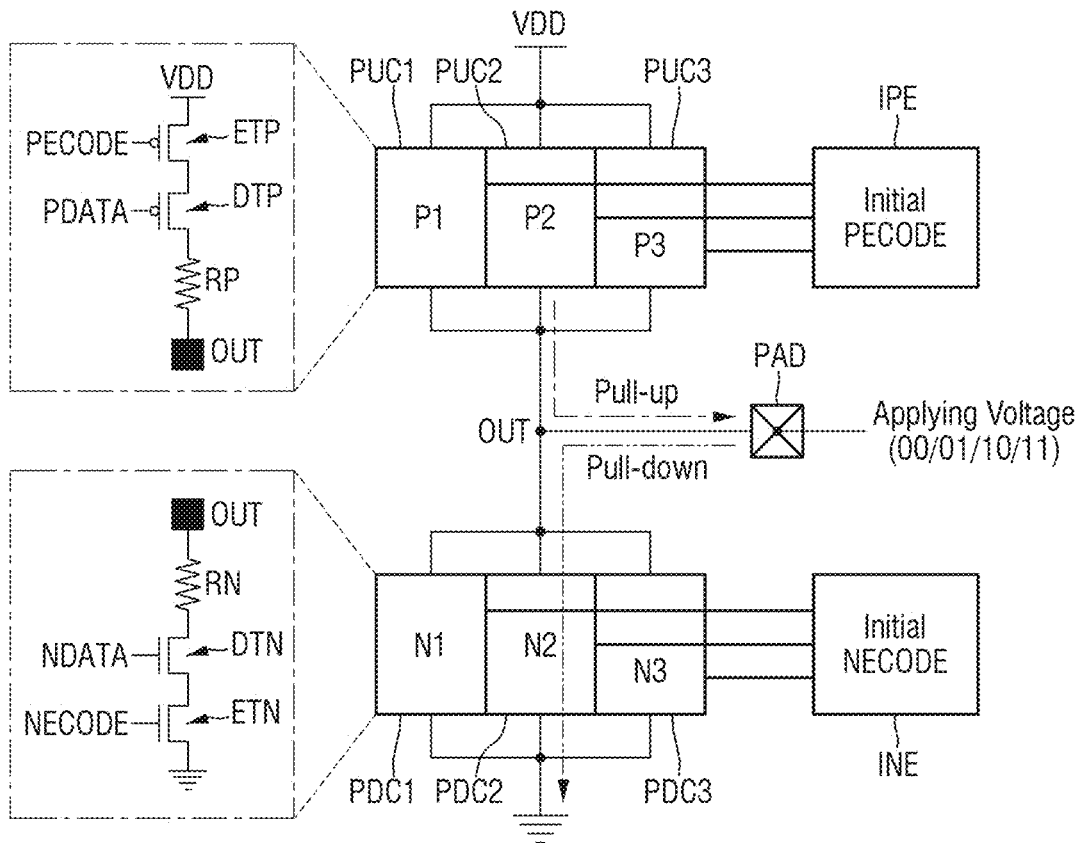 VDD
PUC1
PUC2
PUC3
IPE
VDD
PECODE
ETP
PDATA
DTP
RP
OUT
P1
P2
P3
Initial
PECODE
PAD
Pull-up
OUT
Applying Voltage
(00/01/10/11)
Pull-down
OUT
RN
NDATA
DTN
NECODE
ETN
N1
N2
N3
Initial
NECODE
PDC1
PDC2
PDC3
INE